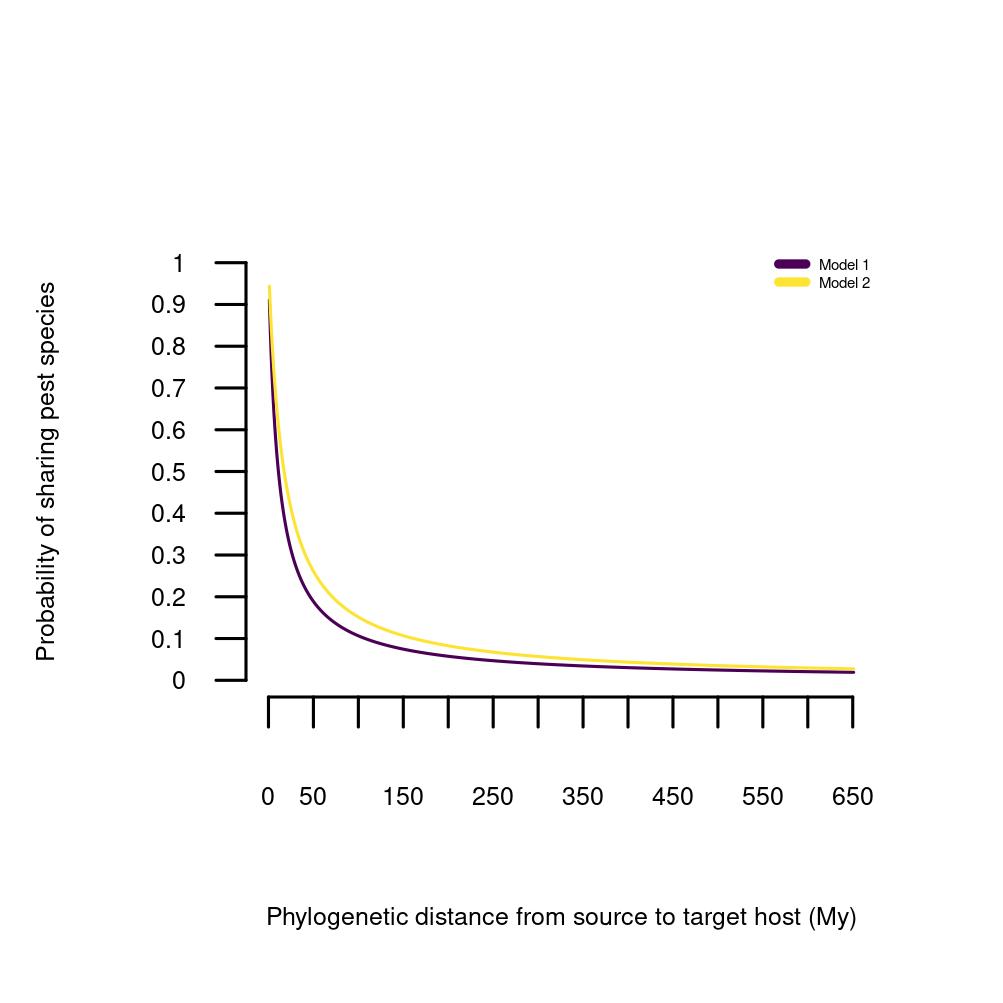 Model 1
Model 2
Probability of sharing pest species
1
0.9
0.8
0.7
0.6
0.5
0.4
0.3
0.2
0.1
0
0 50 150 250 350 450 550 650
Phylogenetic distance from source to target host (My)